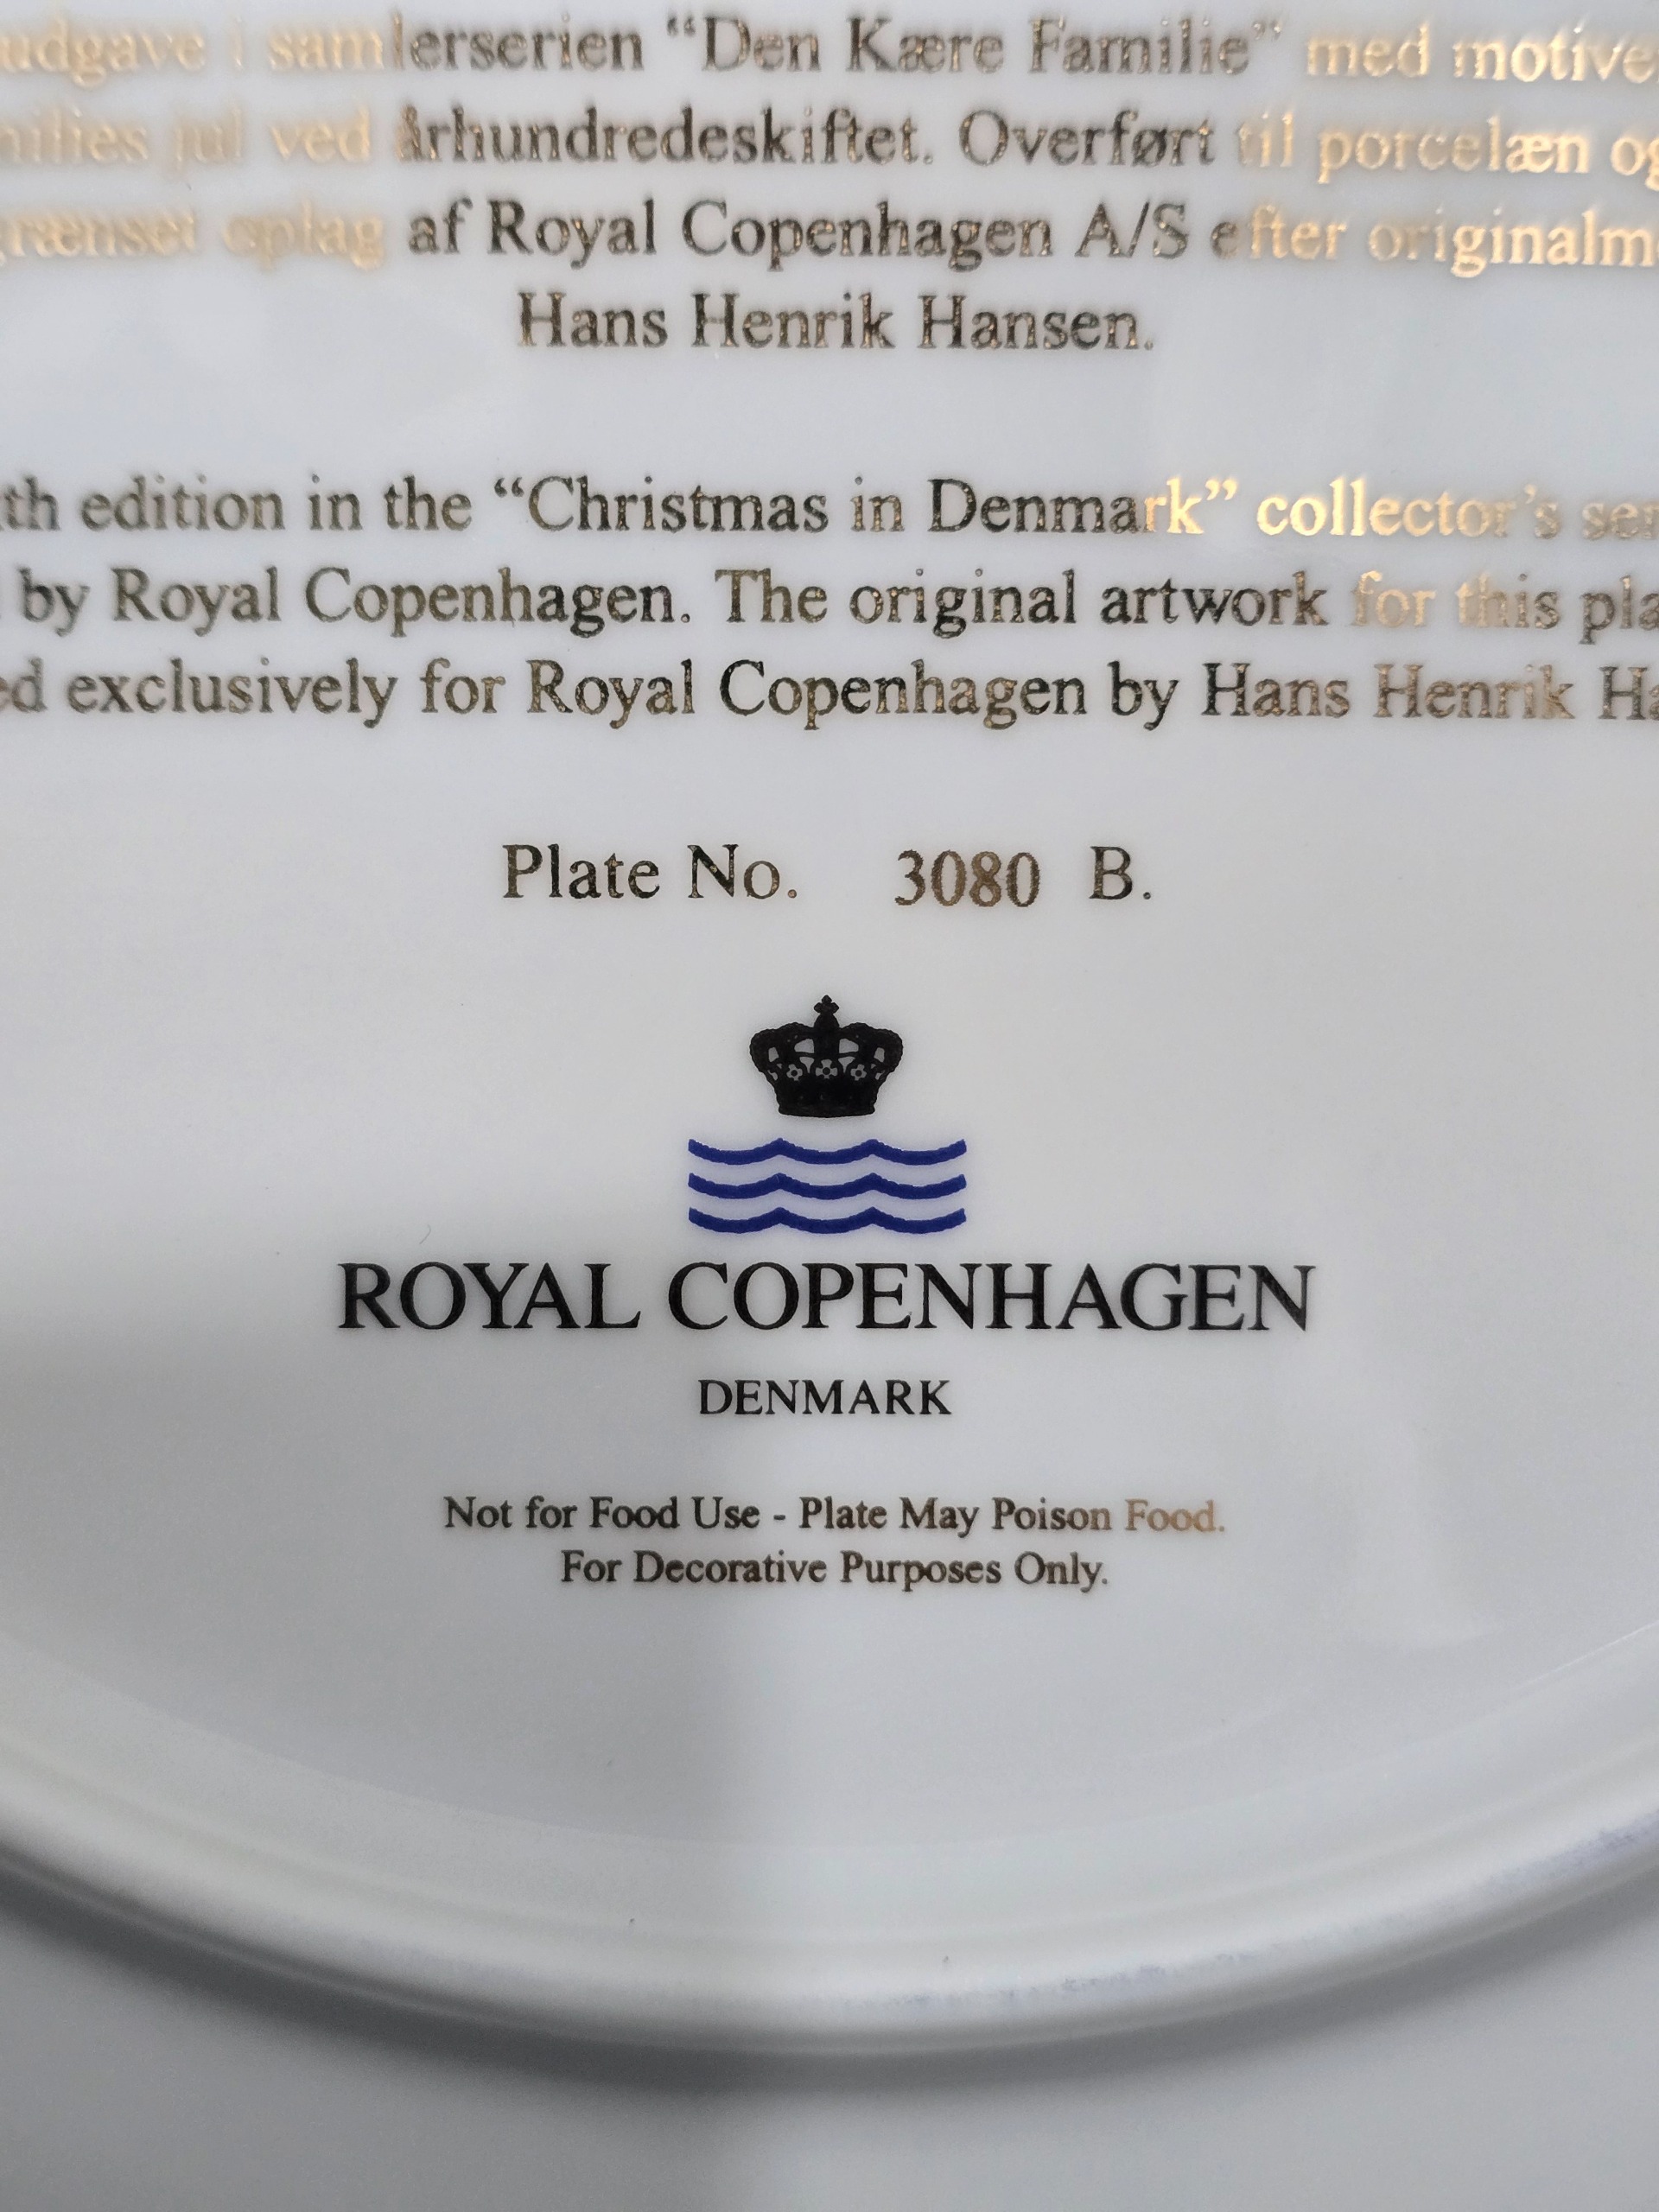 udgave i samlerserien “Den Kære Familie” med motive
milies jul ved århundredeskiftet. Overført til porcelæn og
grænset oplag af Royal Copenhagen A/S efter originalm
Hans Henrik Hansen.
th edition in the “Christmas in Denmark” collector's ser
by Royal Copenhagen. The original artwork for this pla
ed exclusively for Royal Copenhagen by Hans Henrik Ha
Plate No. 3080 B.
ROYAL COPENHAGEN
DENMARK
Not for Food Use - Plate May Poison Food.
For Decorative Purposes Only.